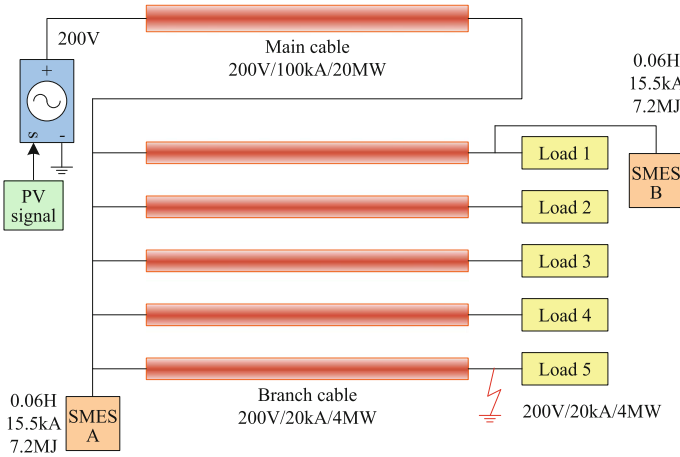 200V
Main cable
200V/100kA/20MW
+
s
-
PV
signal
0.06H
15.5kA
7.2MJ
SMES
B
Load 1
Load 2
Load 3
Load 4
Load 5
Branch cable
200V/20kA/4MW
200V/20kA/4MW
0.06H
15.5kA
7.2MJ
SMES
A